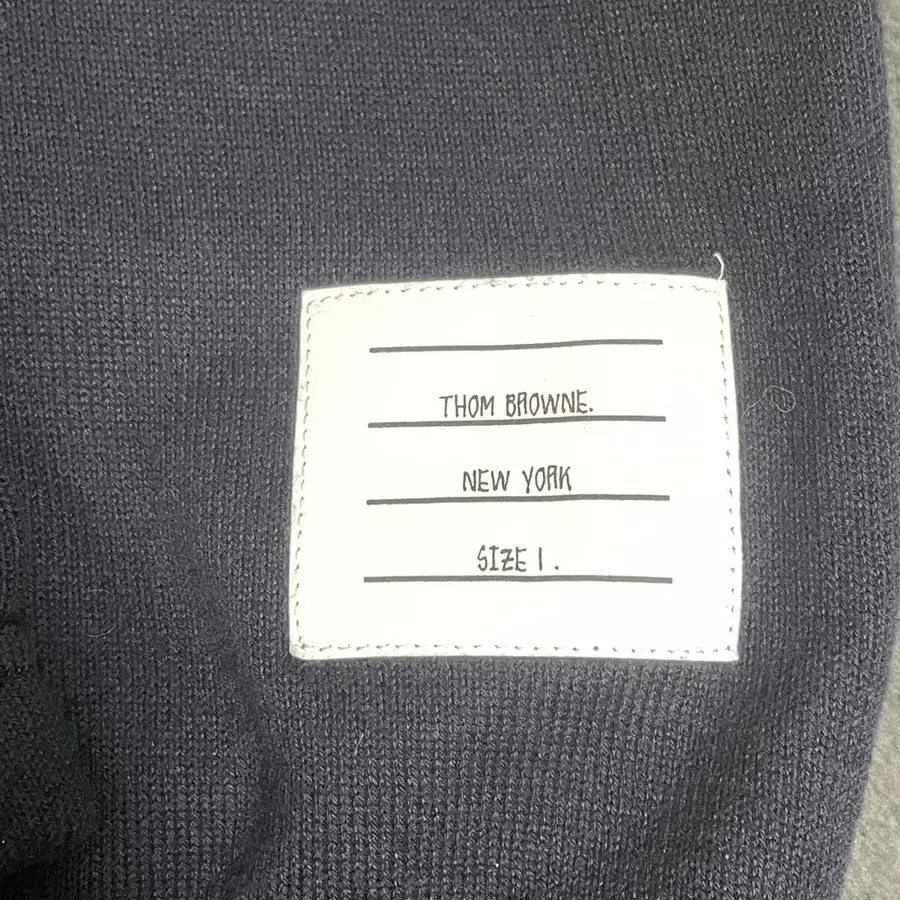 THOM BROWNE.
NEW YORK
SIZE 1.